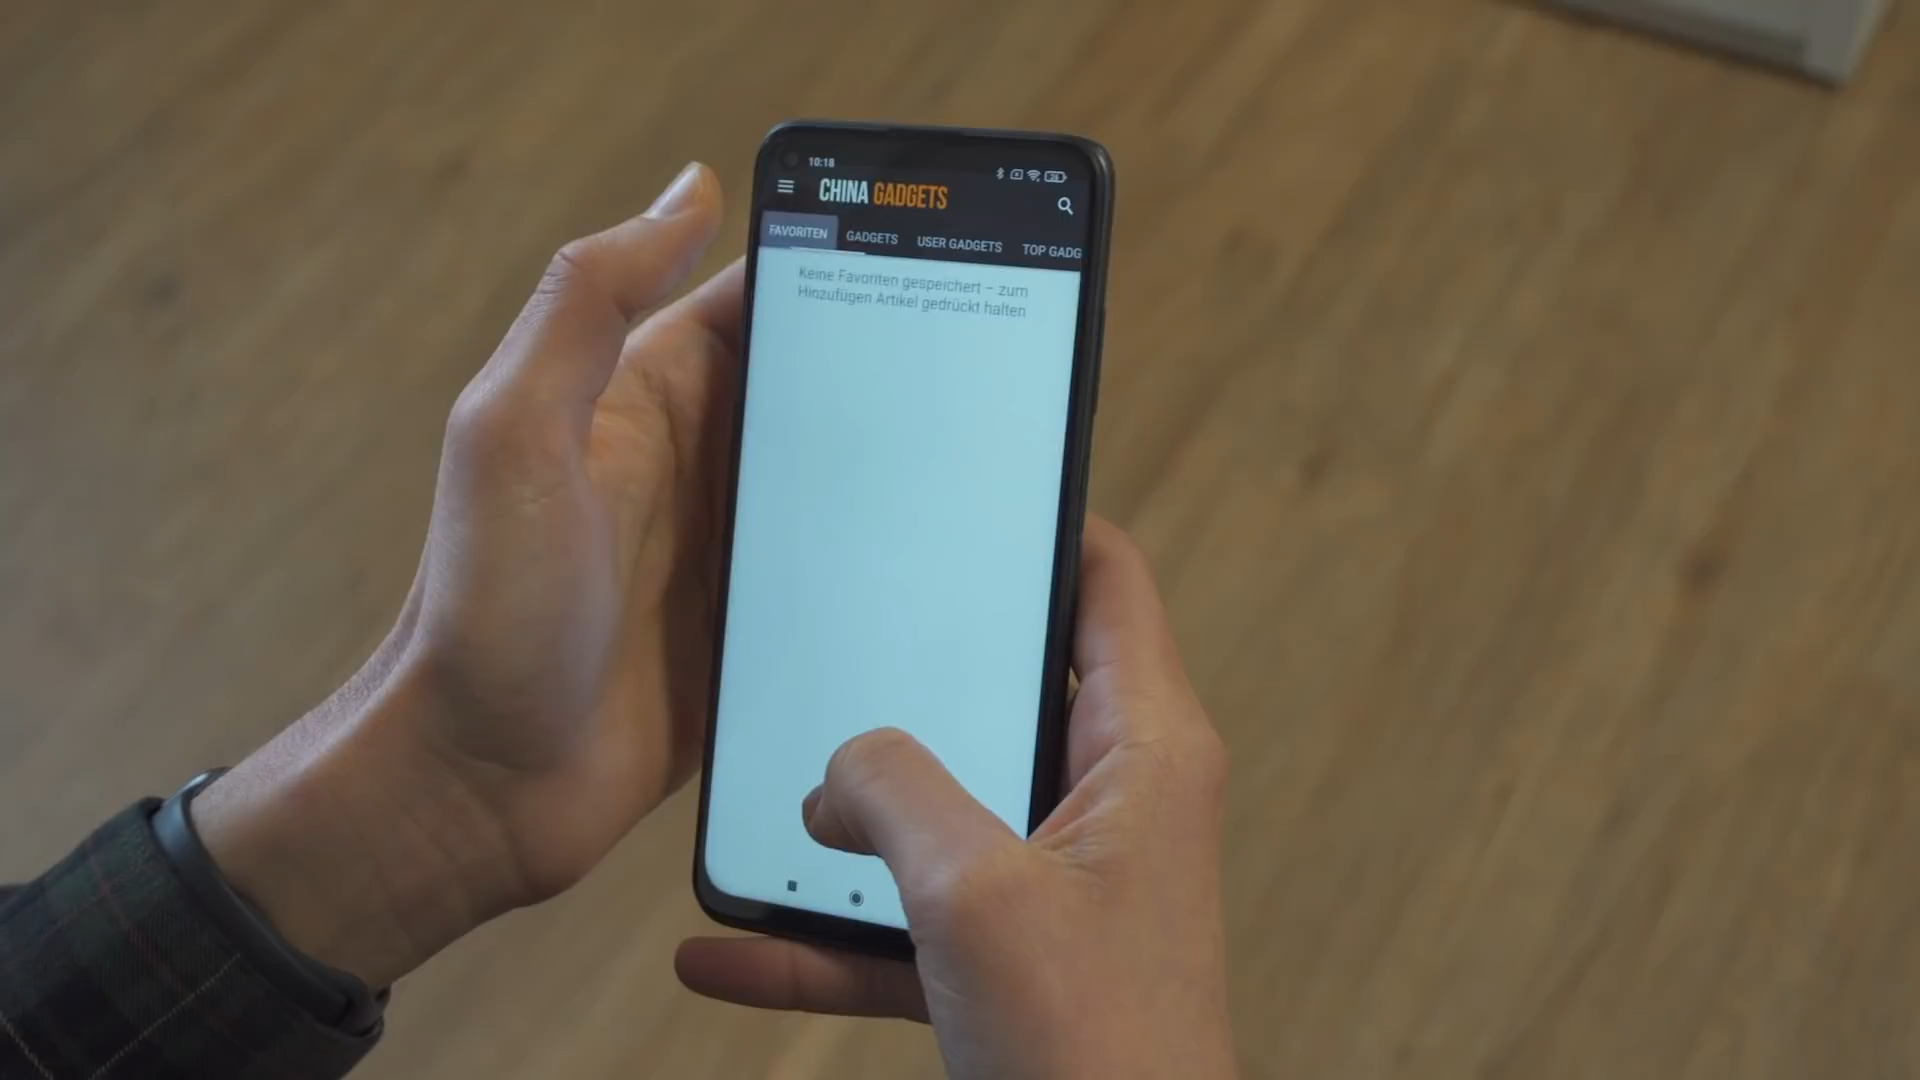 10:18
CHINA GADGETS
FAVORITEN GADGETS USER GADGETS TOP GADG
Keine Favoriten gespeichert – zum
Hinzufügen Artikel gedrückt halten